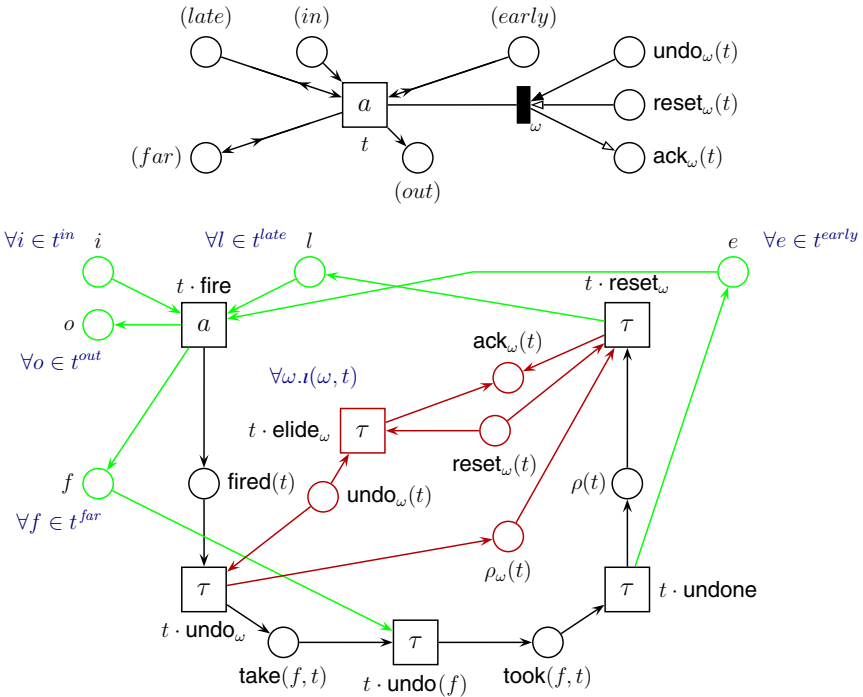 (late) (in) (early)
undo_ω(t)
a
reset_ω(t)
ω
t
(far)
ack_ω(t)
(out)
∀i ∈ t^in i ∀l ∈ t^late l e ∀e ∈ t^early
t · fire t · reset_ω
o a τ
ack_ω(t)
∀o ∈ t^out
∀ω.ı(ω, t)
t · elide_ω τ
reset_ω(t)
f fired(t) undo_ω(t) ρ(t)
∀f ∈ t^far
ρ_ω(t)
τ τ t · undone
t · undo_ω
τ
take(f, t) t · undo(f) took(f, t)